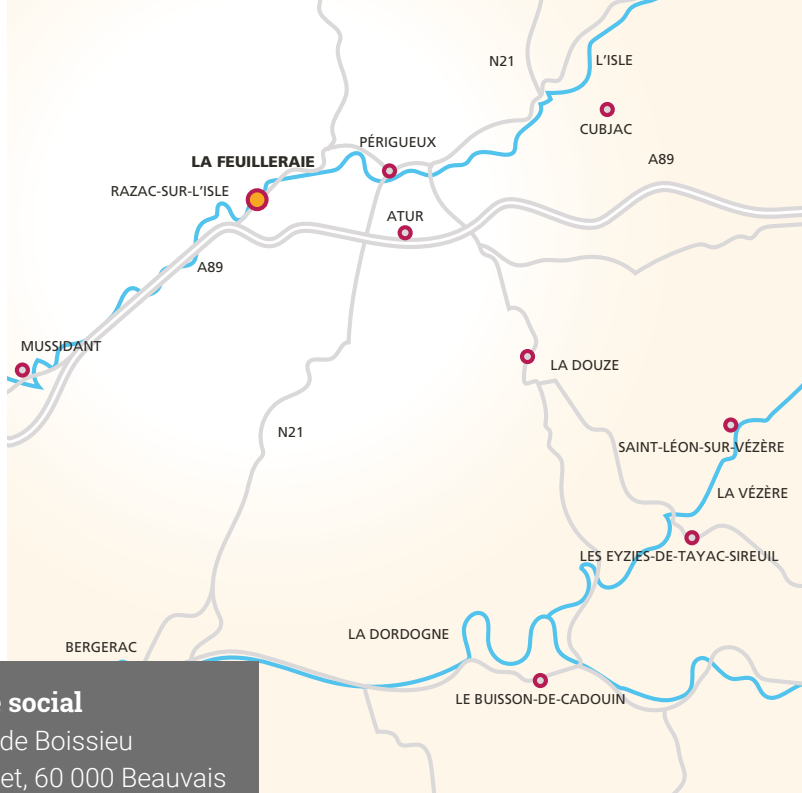 N21
L'ISLE
CUBJAC
PÉRIGUEUX
A89
LA FEUILLERAIE
RAZAC-SUR-L'ISLE
ATUR
A89
MUSSIDANT
LA DOUZE
N21
SAINT-LÉON-SUR-VÉZÈRE
LA VÉZÈRE
LES EYZIES-DE-TAYAC-SIREUIL
LA DORDOGNE
BERGERAC
LE BUISSON-DE-CADOUIN
social
de Boissieu
et, 60 000 Beauvais